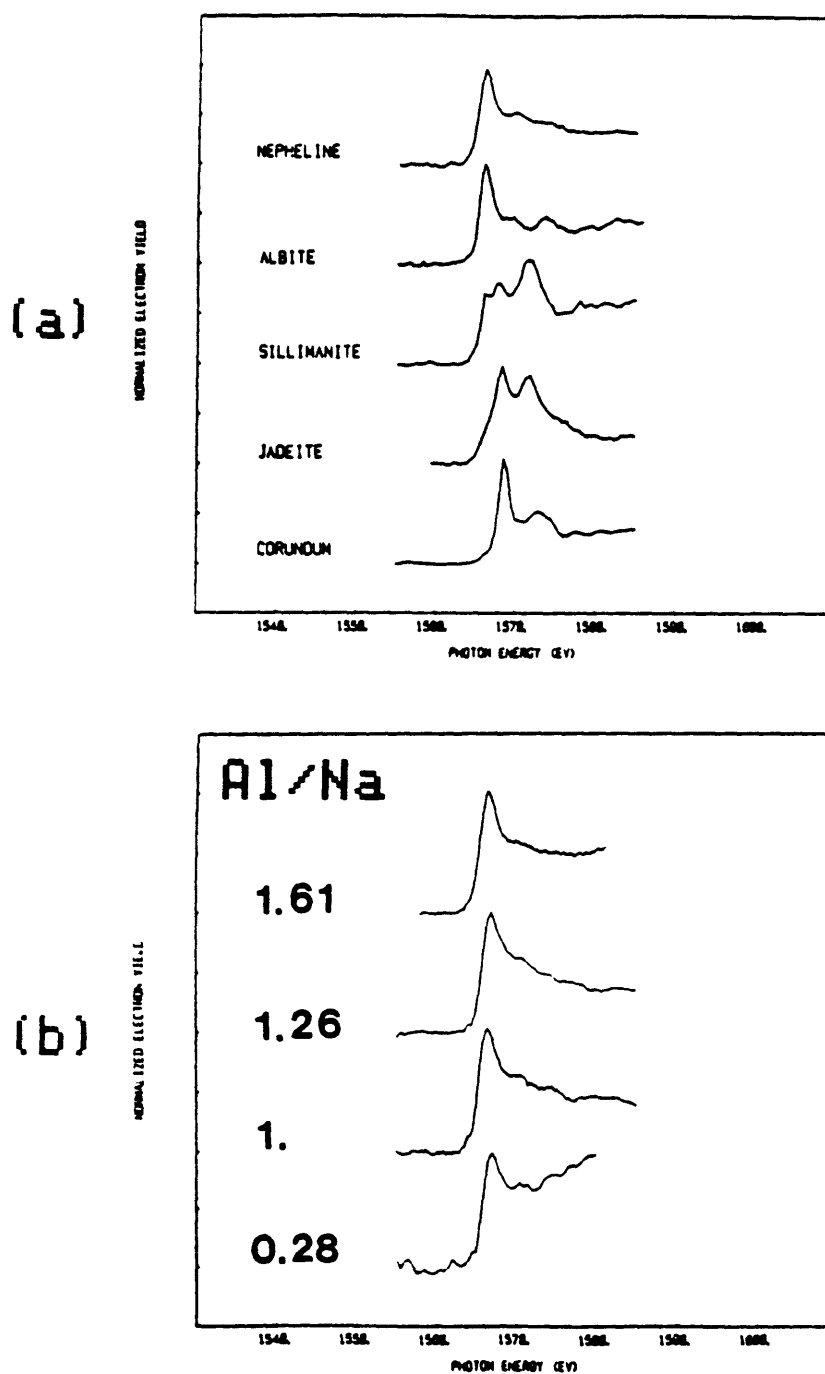 (a)
NORMALIZED ELECTRON YIELD
NEPHELINE
ALBITE
SILLIMANITE
JADEITE
CORUNDUM
1540. 1550. 1560. 1570. 1580. 1590. 1600.
PHOTON ENERGY (EV)
(b)
NORMALIZED ELECTRON YIELD
Al/Na
1.61
1.26
1.
0.28
1540. 1550. 1560. 1570. 1580. 1590. 1600.
PHOTON ENERGY (EV)